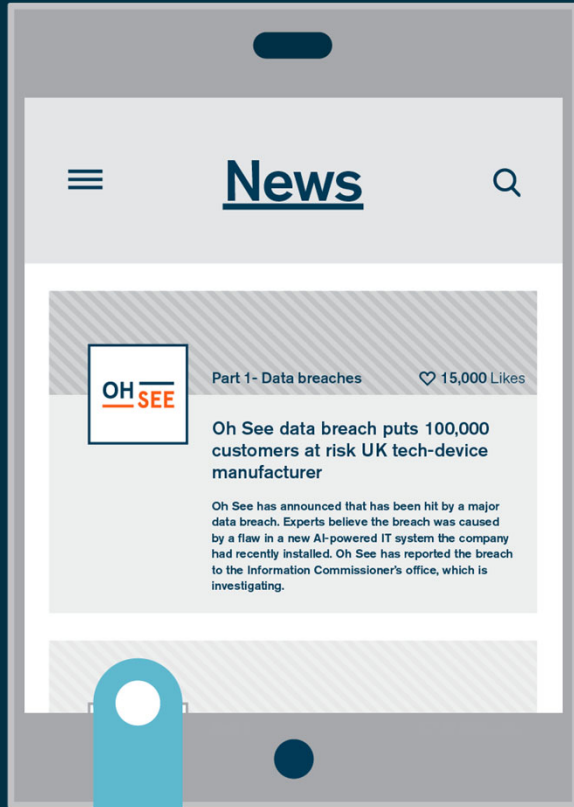 News
OH
SEE
Part 1- Data breaches
15,000 Likes
Oh See data breach puts 100,000
customers at risk UK tech-device
manufacturer
Oh See has announced that has been hit by a major
data breach. Experts believe the breach was caused
by a flaw in a new AI-powered IT system the company
had recently installed. Oh See has reported the breach
to the Information Commissioner's office, which is
investigating.